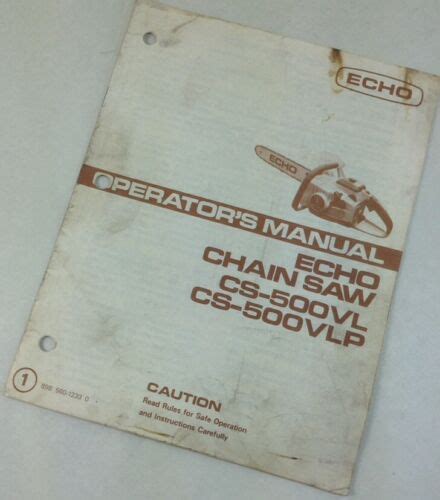 ECHO
ECHO
OPERATOR'S MANUAL
ECHO
CHAIN SAW
CS-500VL
CS-500VLP
CAUTION
Read Rules for Safe Operation
and Instructions Carefully
1